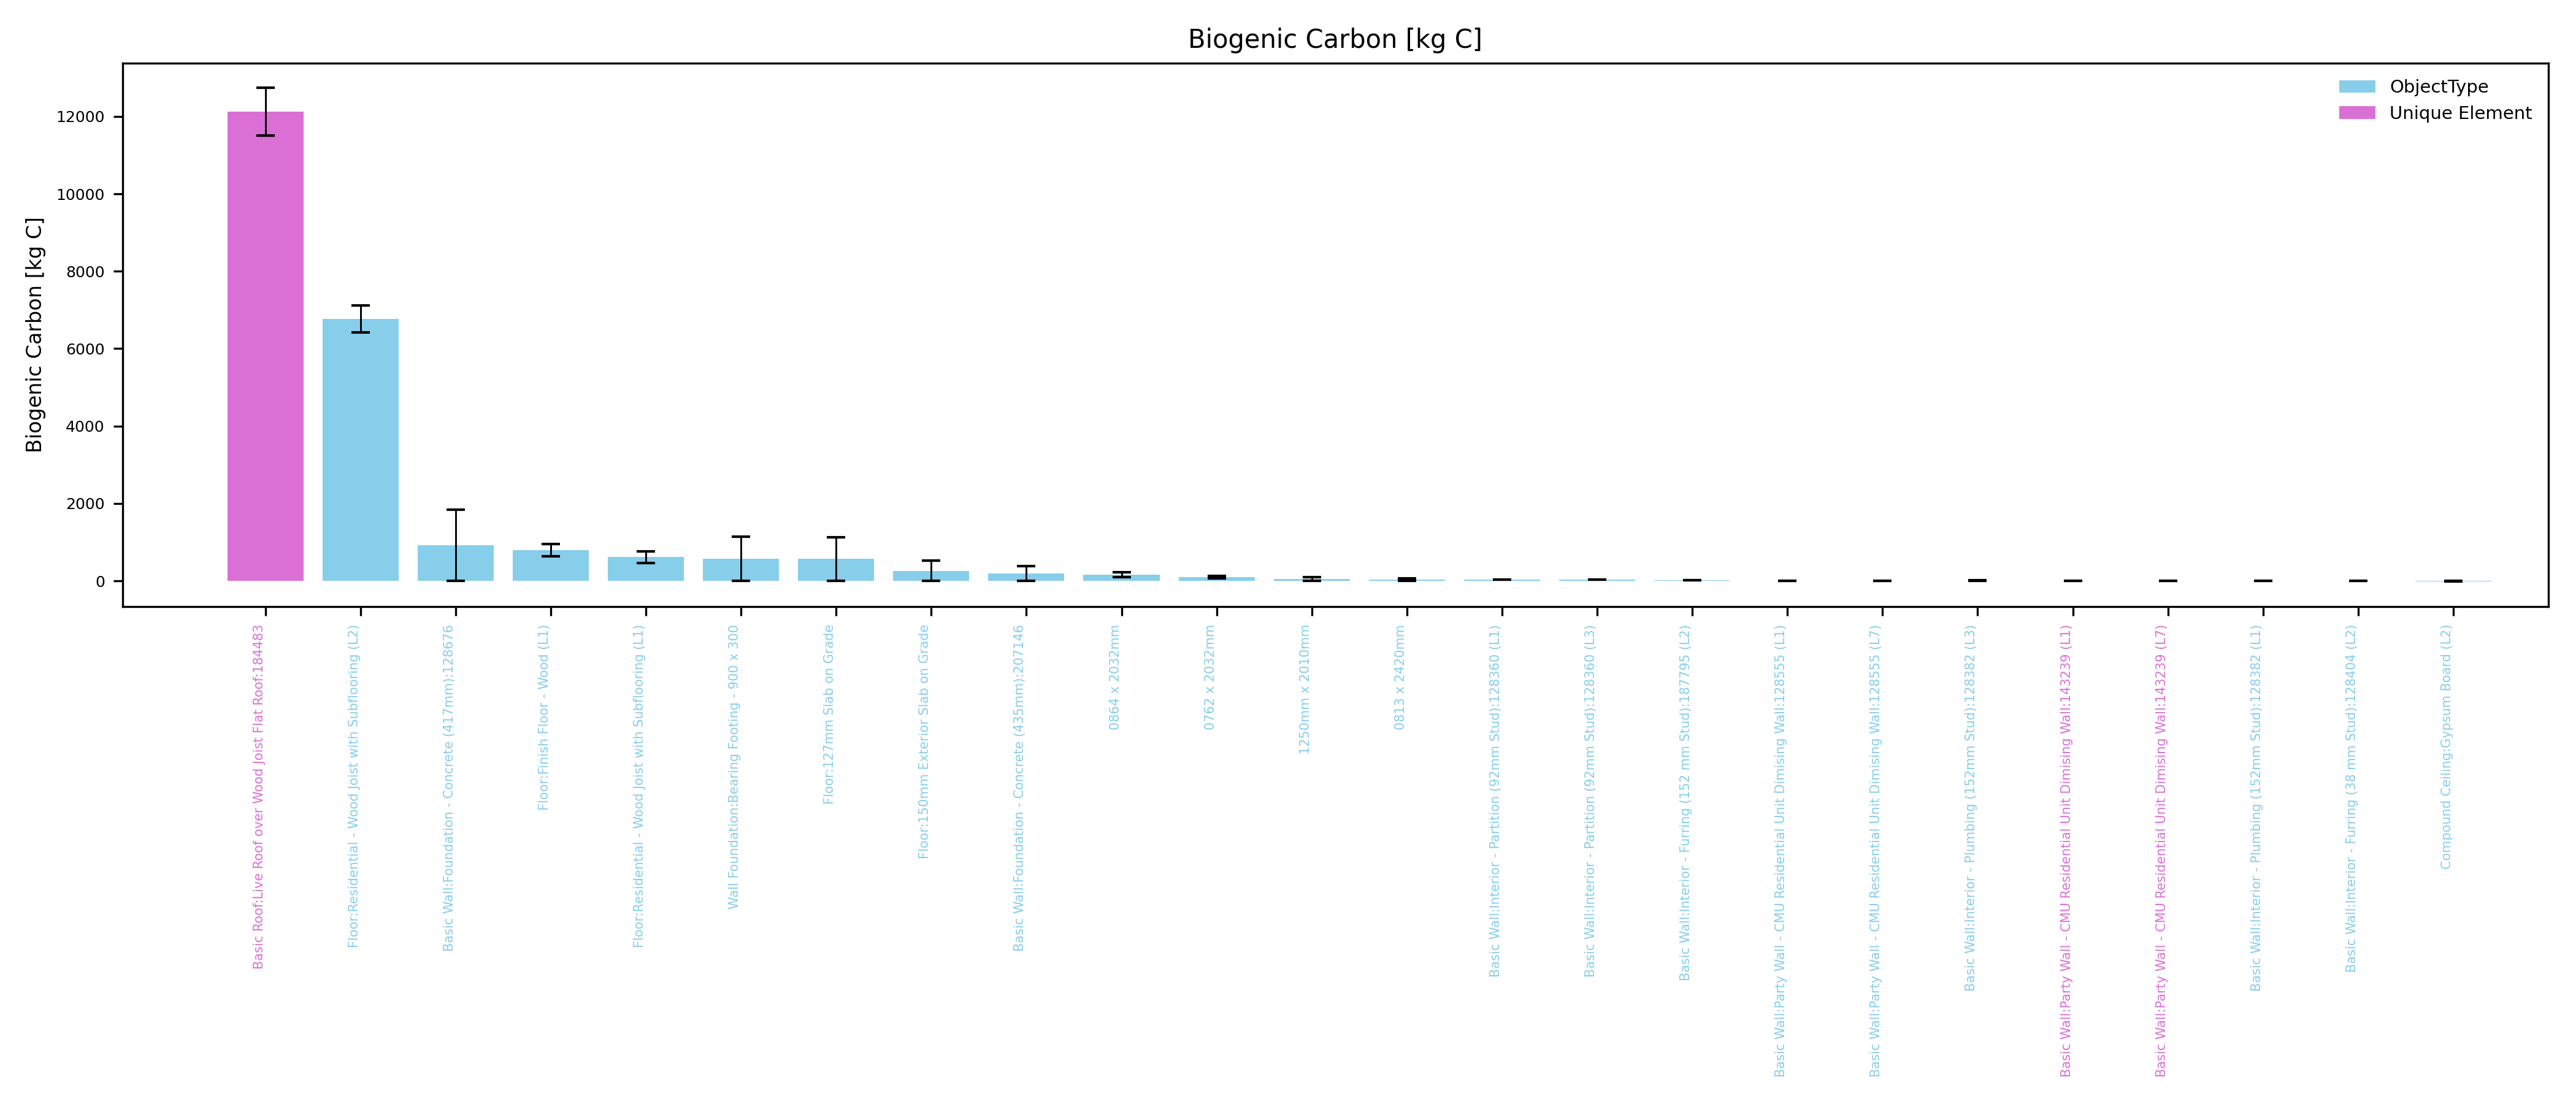 Biogenic Carbon [kg C]
ObjectType
Unique Element
Biogenic Carbon [kg C]
12000
10000
8000
6000
4000
2000
0
Basic Roof:Live Roof over Wood Joist Flat Roof:184483
Floor:Residential - Wood Joist with Subflooring (L2)
Basic Wall:Foundation - Concrete (417mm):128676
Floor:Finish Floor - Wood (L1)
Floor:Residential - Wood Joist with Subflooring (L1)
Wall Foundation:Bearing Footing - 900 x 300
Floor:127mm Slab on Grade
Floor:150mm Exterior Slab on Grade
Basic Wall:Foundation - Concrete (435mm):207146
0864 x 2032mm
0762 x 2032mm
1250mm x 2010mm
0813 x 2420mm
Basic Wall:Interior - Partition (92mm Stud):128360 (L1)
Basic Wall:Interior - Partition (92mm Stud):128360 (L3)
Basic Wall:Interior - Furring (152 mm Stud):187795 (L2)
Basic Wall:Party Wall - CMU Residential Unit Dimising Wall:128555 (L1)
Basic Wall:Party Wall - CMU Residential Unit Dimising Wall:128555 (L7)
Basic Wall:Interior - Plumbing (152mm Stud):128382 (L3)
Basic Wall:Party Wall - CMU Residential Unit Dimising Wall:143239 (L1)
Basic Wall:Party Wall - CMU Residential Unit Dimising Wall:143239 (L7)
Basic Wall:Interior - Plumbing (152mm Stud):128382 (L1)
Basic Wall:Interior - Furring (38 mm Stud):128404 (L2)
Compound Ceiling:Gypsum Board (L2)